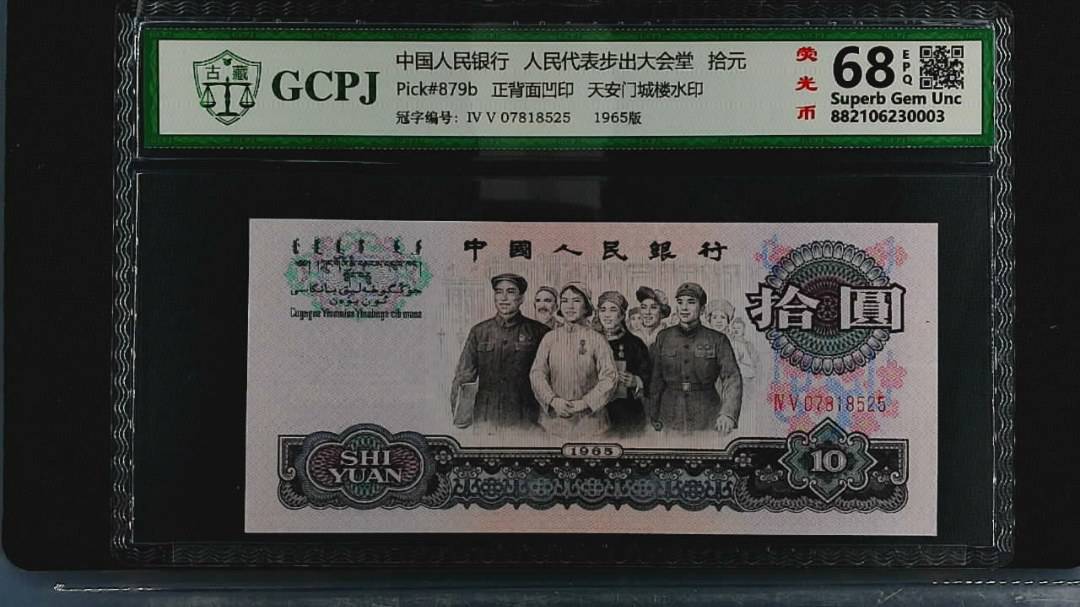 古藏
GCPJ
中国人民银行 人民代表步出大会堂 拾元
Pick#879b 正背面凹印 天安门城楼水印
冠字编号: IV V 07818525 1965版
荧光币
68
EPQ
Superb Gem Unc
882106230003
中國人民銀行
拾圓
IV V 07818525
1965
SHI
YUAN
10